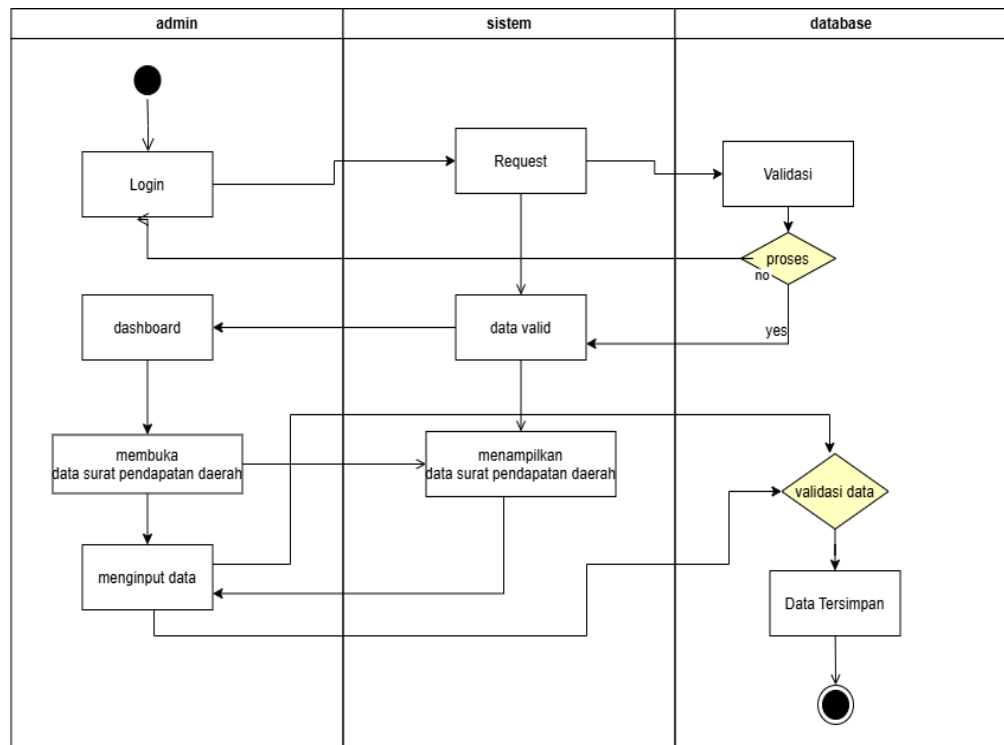 admin
sistem
database
Login
Request
Validasi
proses
no
yes
dashboard
data valid
membuka
data surat pendapatan daerah
menampilkan
data surat pendapatan daerah
validasi data
menginput data
Data Tersimpan